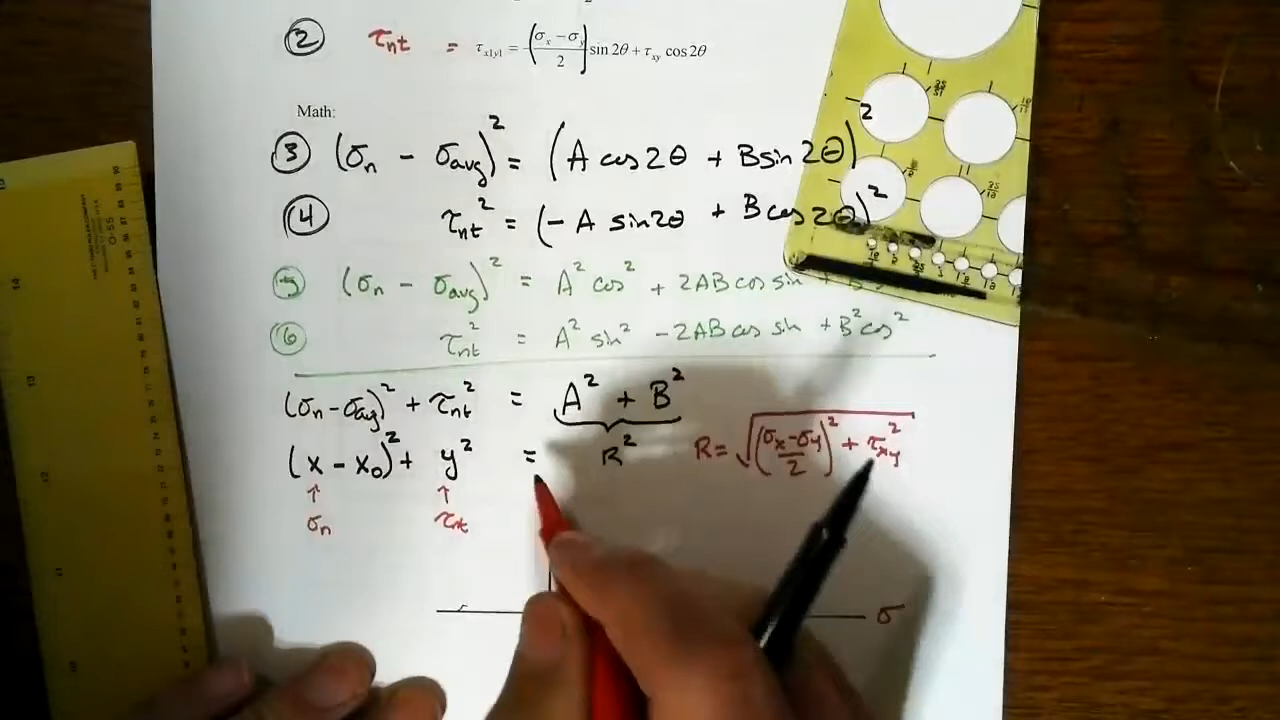 ② τnt = τx1y1 = -(σx − σy / 2) sin 2θ + τxy cos 2θ
Math:
③ (σn - σavg)² = (A cos 2θ + B sin 2θ)²
④ τnt² = (-A sin2θ + B cos 2θ)²
⑤ (σn - σavg)² = A² cos² + 2AB cos sin +
⑥ τnt² = A² sin² - 2AB cos sin + B² cos²
(σn - σavg)² + τnt² = A² + B²
(x - x₀)² + y² = R²
R = √((σx - σy / 2)² + τxy²)
↑ ↑
σn τnt
σ